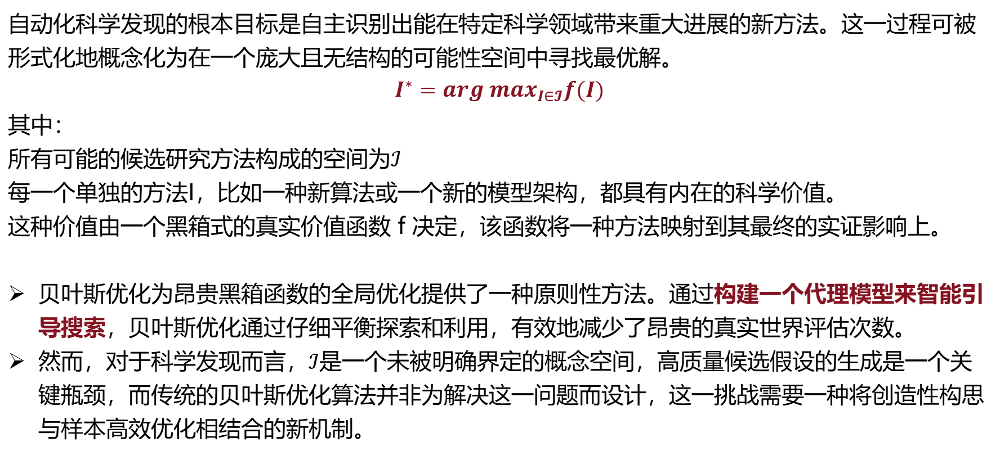 自动化科学发现的根本目标是自主识别出能在特定科学领域带来重大进展的新方法。这一过程可被
形式化地概念化为在一个庞大且无结构的可能性空间中寻找最优解。
I* = arg max_{I∈ℐ} f(I)
其中：
所有可能的候选研究方法构成的空间为ℐ
每一个单独的方法I，比如一种新算法或一个新的模型架构，都具有内在的科学价值。
这种价值由一个黑箱式的真实价值函数 f 决定，该函数将一种方法映射到其最终的实证影响上。
➢ 贝叶斯优化为昂贵黑箱函数的全局优化提供了一种原则性方法。通过构建一个代理模型来智能引
导搜索，贝叶斯优化通过仔细平衡探索和利用，有效地减少了昂贵的真实世界评估次数。
➢ 然而，对于科学发现而言，ℐ是一个未被明确界定的概念空间，高质量候选假设的生成是一个关
键瓶颈，而传统的贝叶斯优化算法并非为解决这一问题而设计，这一挑战需要一种将创造性构思
与样本高效优化相结合的新机制。